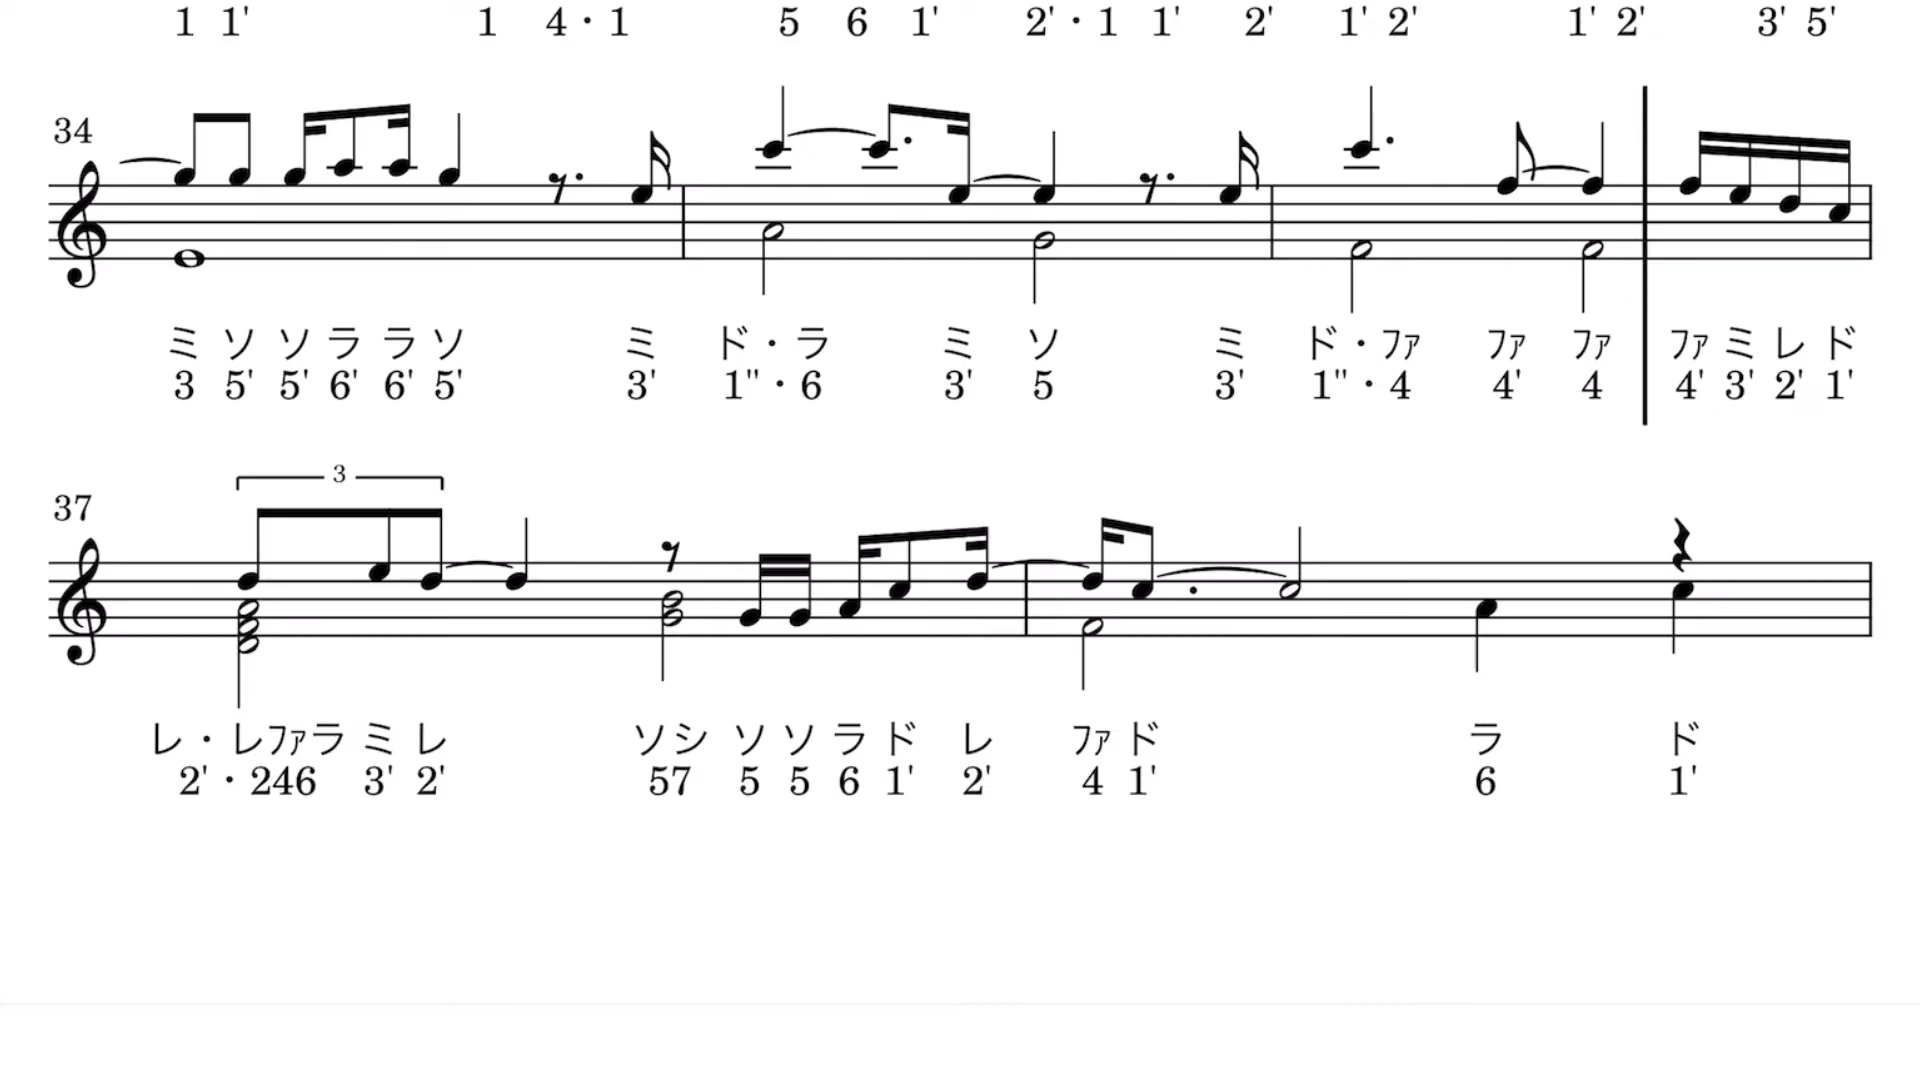 1 1' 1 4・1 5 6 1' 2'・1 1' 2' 1' 2' 1' 2' 3' 5'
34
ミ ソ ソ ラ ラ ソ ミ ド・ラ ミ ソ ミ ド・ファ ファ ファ ファ ミ レ ド
3 5' 5' 6' 6' 5' 3' 1"・6 3' 5 3' 1"・4 4' 4 4' 3' 2' 1'
3
37
レ・レファラ ミ レ ソシ ソ ソ ラ ド レ ファ ド ラ ド
2'・246 3' 2' 57 5 5 6 1' 2' 4 1' 6 1'